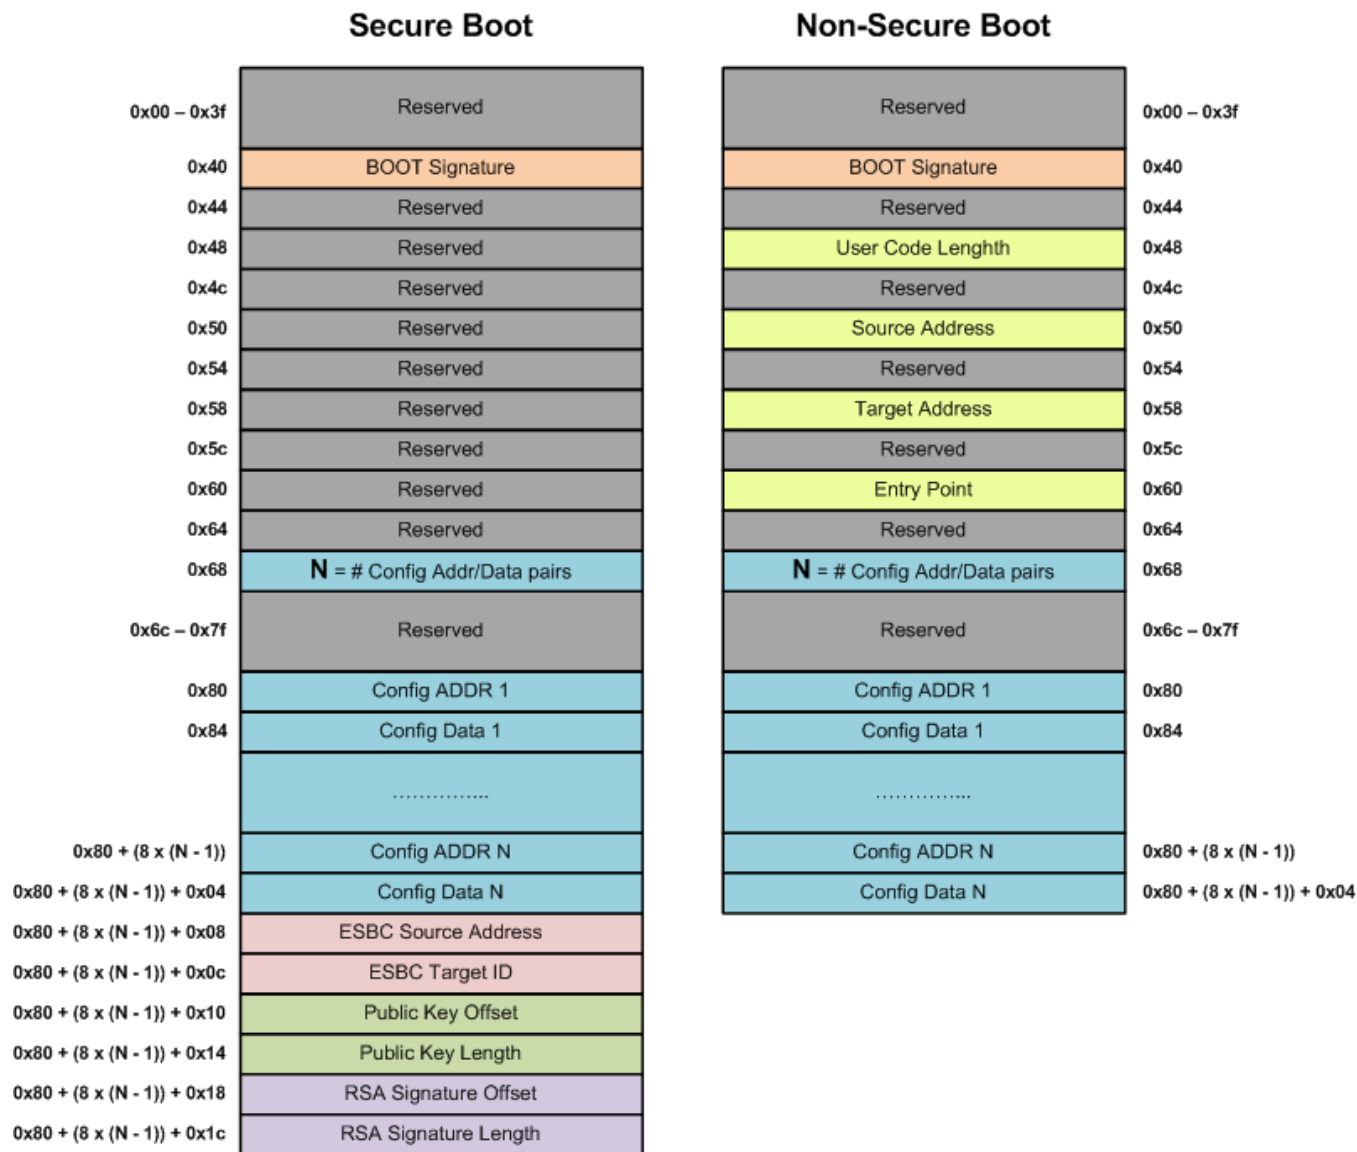 Secure Boot Non-Secure Boot
0x00 – 0x3f Reserved Reserved 0x00 – 0x3f
0x40 BOOT Signature BOOT Signature 0x40
0x44 Reserved Reserved 0x44
0x48 Reserved User Code Lenghth 0x48
0x4c Reserved Reserved 0x4c
0x50 Reserved Source Address 0x50
0x54 Reserved Reserved 0x54
0x58 Reserved Target Address 0x58
0x5c Reserved Reserved 0x5c
0x60 Reserved Entry Point 0x60
0x64 Reserved Reserved 0x64
0x68 N = # Config Addr/Data pairs N = # Config Addr/Data pairs 0x68
0x6c – 0x7f Reserved Reserved 0x6c – 0x7f
0x80 Config ADDR 1 Config ADDR 1 0x80
0x84 Config Data 1 Config Data 1 0x84
................ ................
0x80 + (8 x (N - 1)) Config ADDR N Config ADDR N 0x80 + (8 x (N - 1))
0x80 + (8 x (N - 1)) + 0x04 Config Data N Config Data N 0x80 + (8 x (N - 1)) + 0x04
0x80 + (8 x (N - 1)) + 0x08 ESBC Source Address
0x80 + (8 x (N - 1)) + 0x0c ESBC Target ID
0x80 + (8 x (N - 1)) + 0x10 Public Key Offset
0x80 + (8 x (N - 1)) + 0x14 Public Key Length
0x80 + (8 x (N - 1)) + 0x18 RSA Signature Offset
0x80 + (8 x (N - 1)) + 0x1c RSA Signature Length